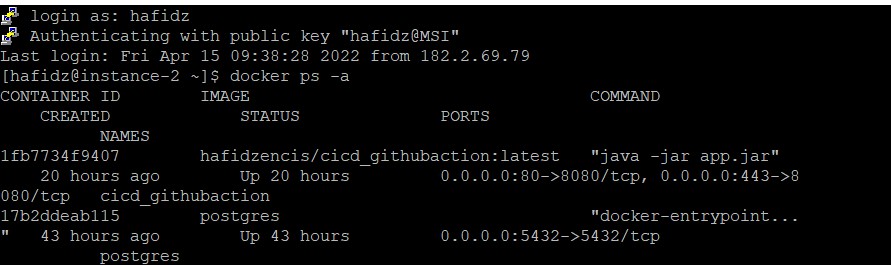 login as: hafidz
Authenticating with public key "hafidz@MSI"
Last login: Fri Apr 15 09:38:28 2022 from 182.2.69.79
[hafidz@instance-2 ~]$ docker ps -a
CONTAINER ID        IMAGE                                  COMMAND
    CREATED             STATUS              PORTS
          NAMES
1fb7734f9407        hafidzencis/cicd_githubaction:latest   "java -jar app.jar"
    20 hours ago        Up 20 hours         0.0.0.0:80->8080/tcp, 0.0.0.0:443->8
080/tcp   cicd_githubaction
17b2ddeab115        postgres                               "docker-entrypoint...
"   43 hours ago        Up 43 hours         0.0.0.0:5432->5432/tcp
          postgres